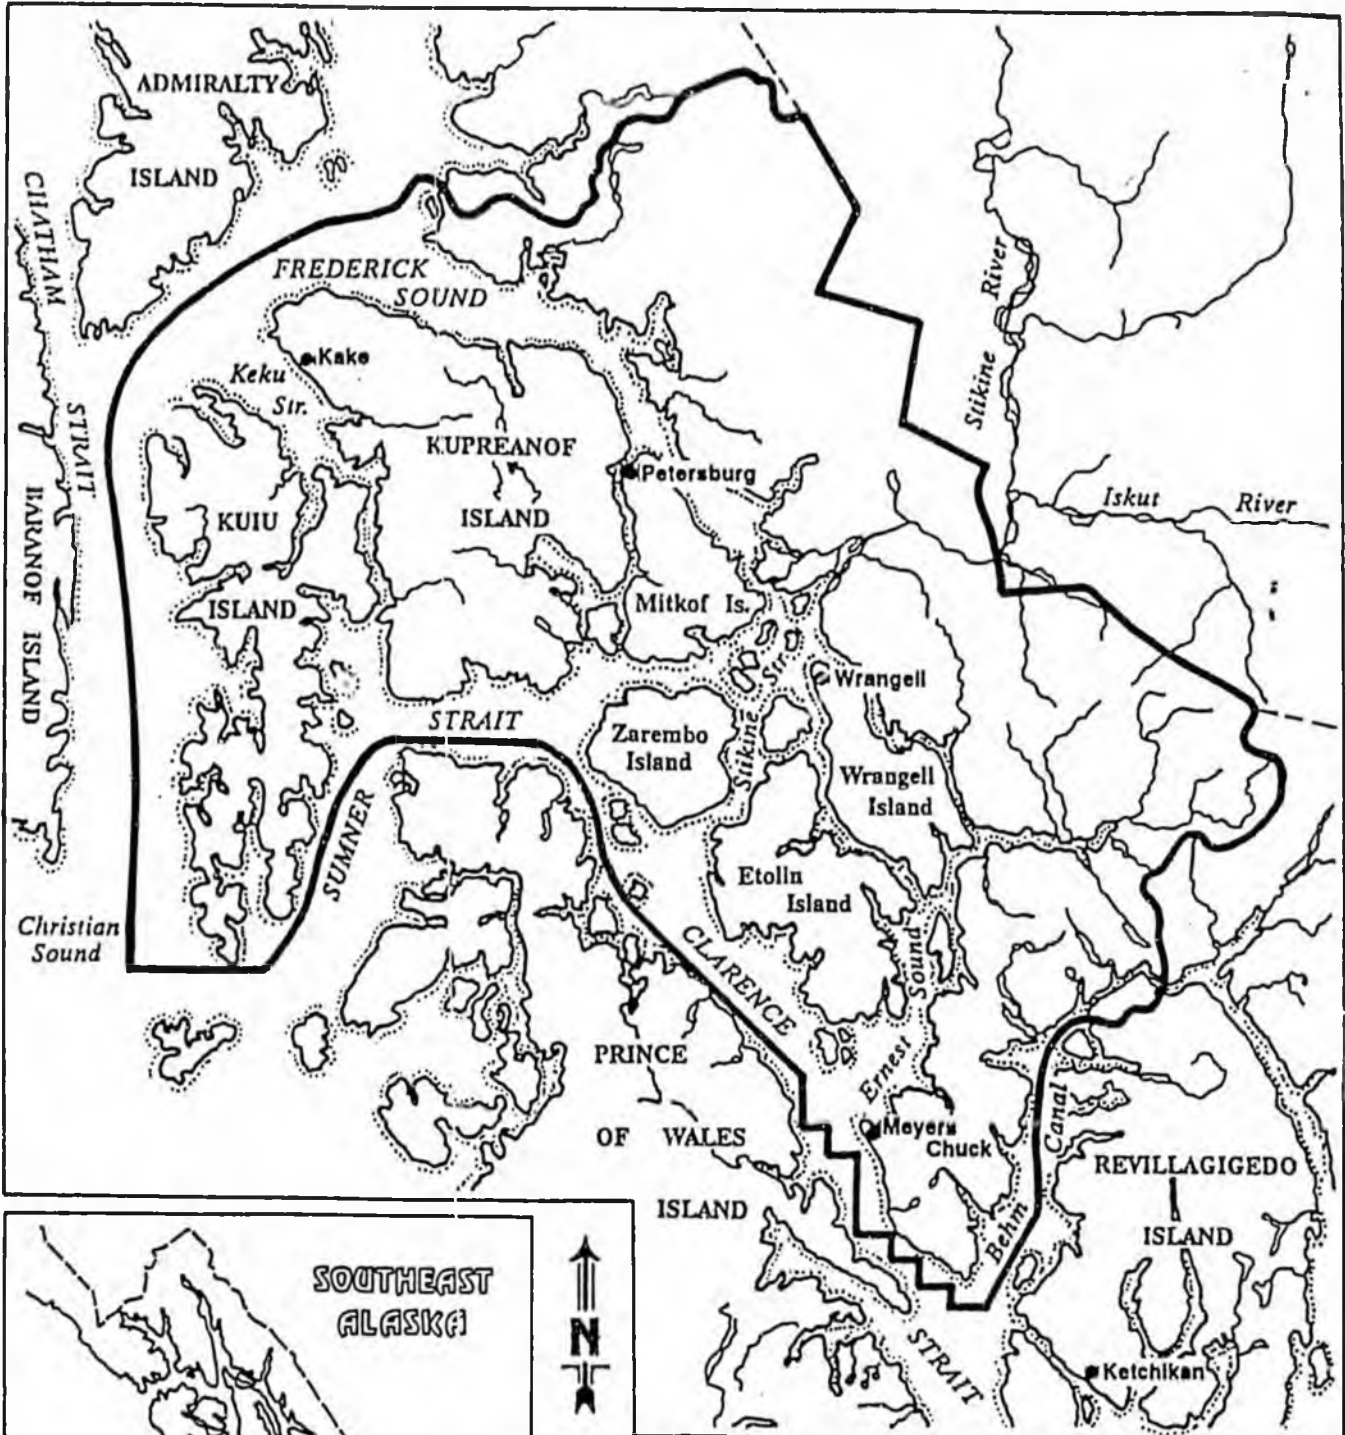 ADMIRALTY
ISLAND
CHATHAM
STRAIT
BARANOF ISLAND
FREDERICK
SOUND
Kake
Keku
Str.
KUPREANOF
ISLAND
KUIU
ISLAND
Petersburg
Mitkof Is.
Stikine River
Iskut River
Stikine Str.
Wrangell
STRAIT
SUMNER
Zarembo
Island
Wrangell
Island
Etolin
Island
Christian
Sound
CLARENCE
Ernest Sound
PRINCE
OF WALES
ISLAND
Meyers
Chuck
Behm Canal
REVILLAGIGEDO
ISLAND
STRAIT
Ketchikan
SOUTHEAST
ALASKA
N